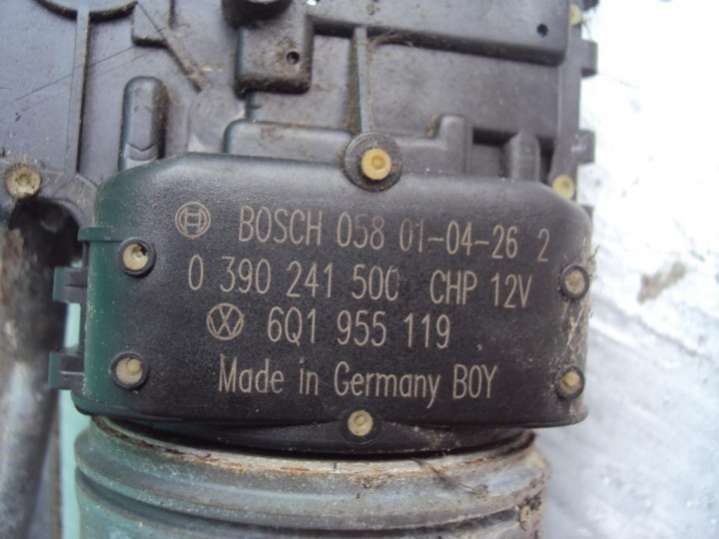 BOSCH 058 01-04-26 2
0 390 241 500 CHP 12V
6Q1 955 119
Made in Germany BOY